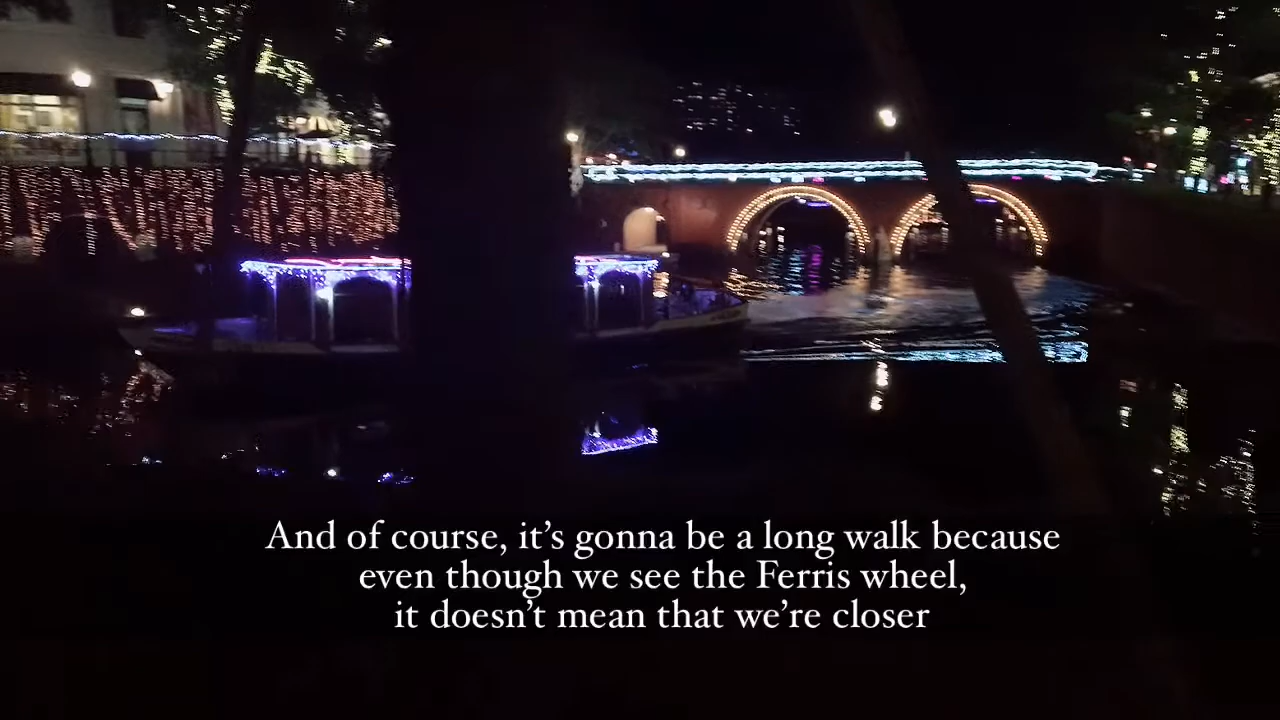 And of course, it’s gonna be a long walk because
even though we see the Ferris wheel,
it doesn’t mean that we’re closer